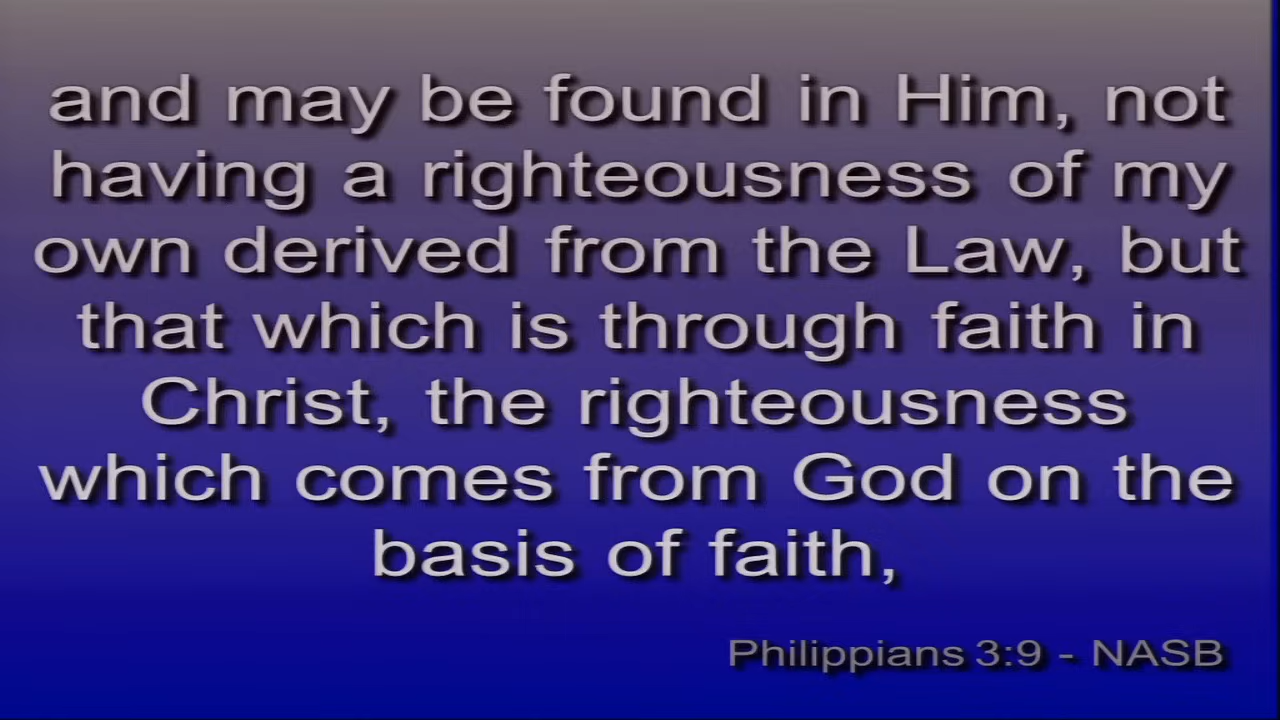 and may be found in Him, not
having a righteousness of my
own derived from the Law, but
that which is through faith in
Christ, the righteousness
which comes from God on the
basis of faith,
Philippians 3:9 - NASB